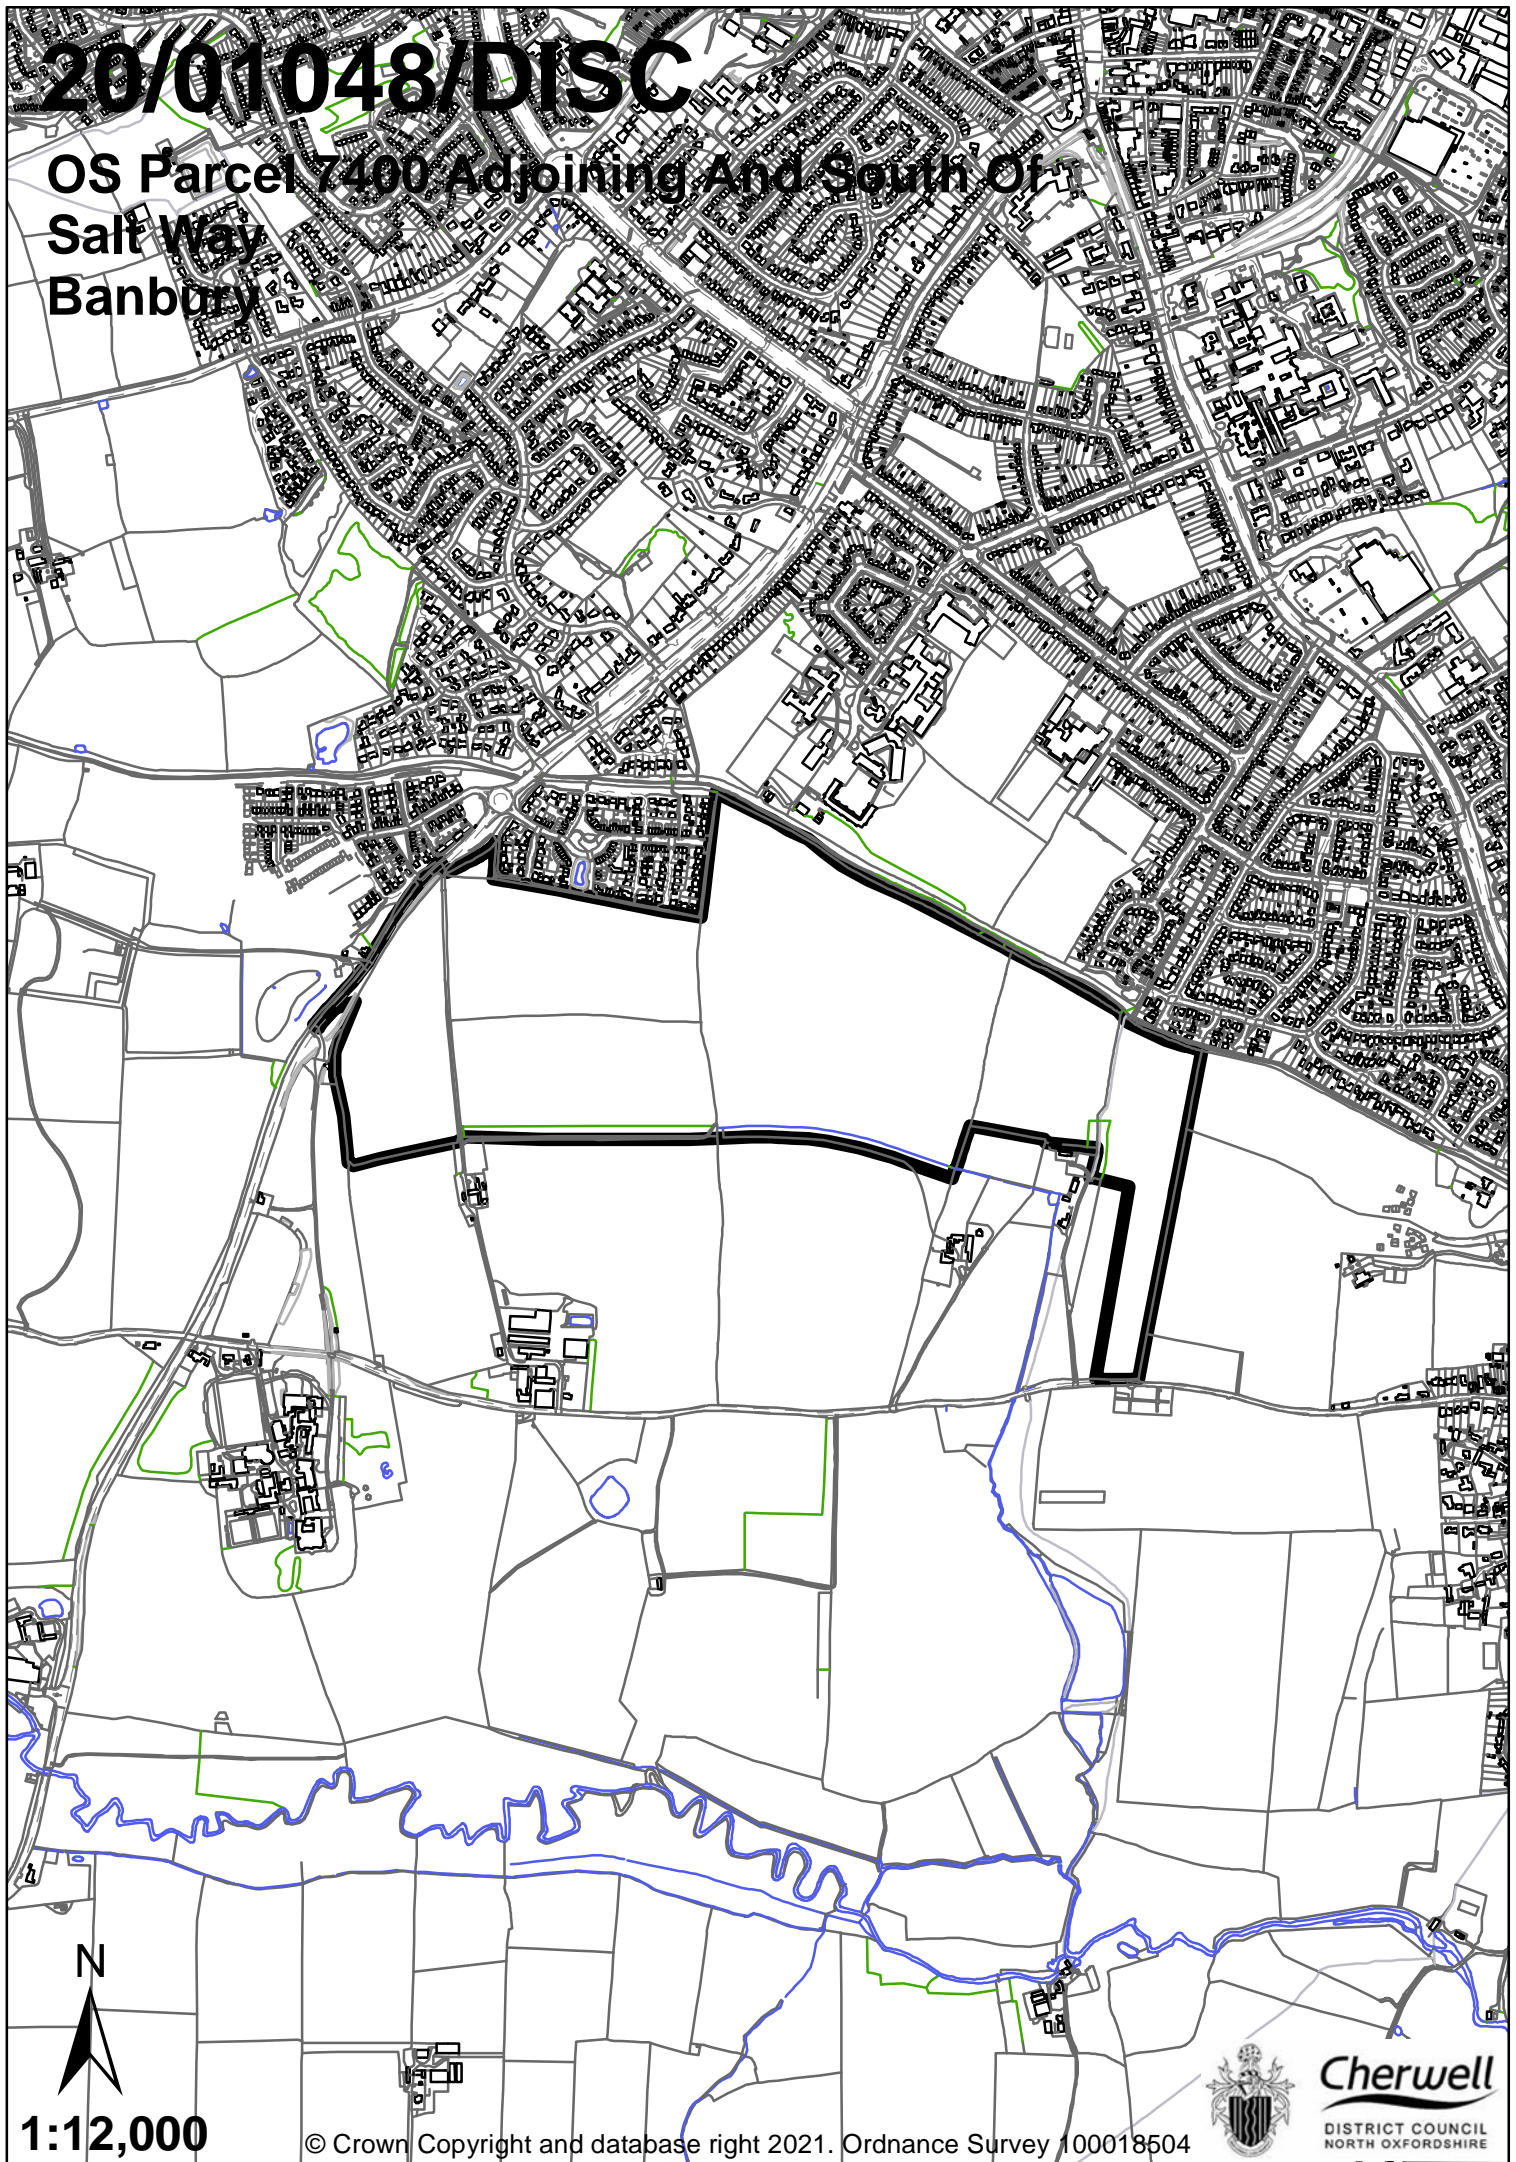 20/01048/DISC
OS Parcel 7400 Adjoining And South Of
Salt Way
Banbury
N
1:12,000
© Crown Copyright and database right 2021. Ordnance Survey 100018504
Cherwell
DISTRICT COUNCIL
NORTH OXFORDSHIRE